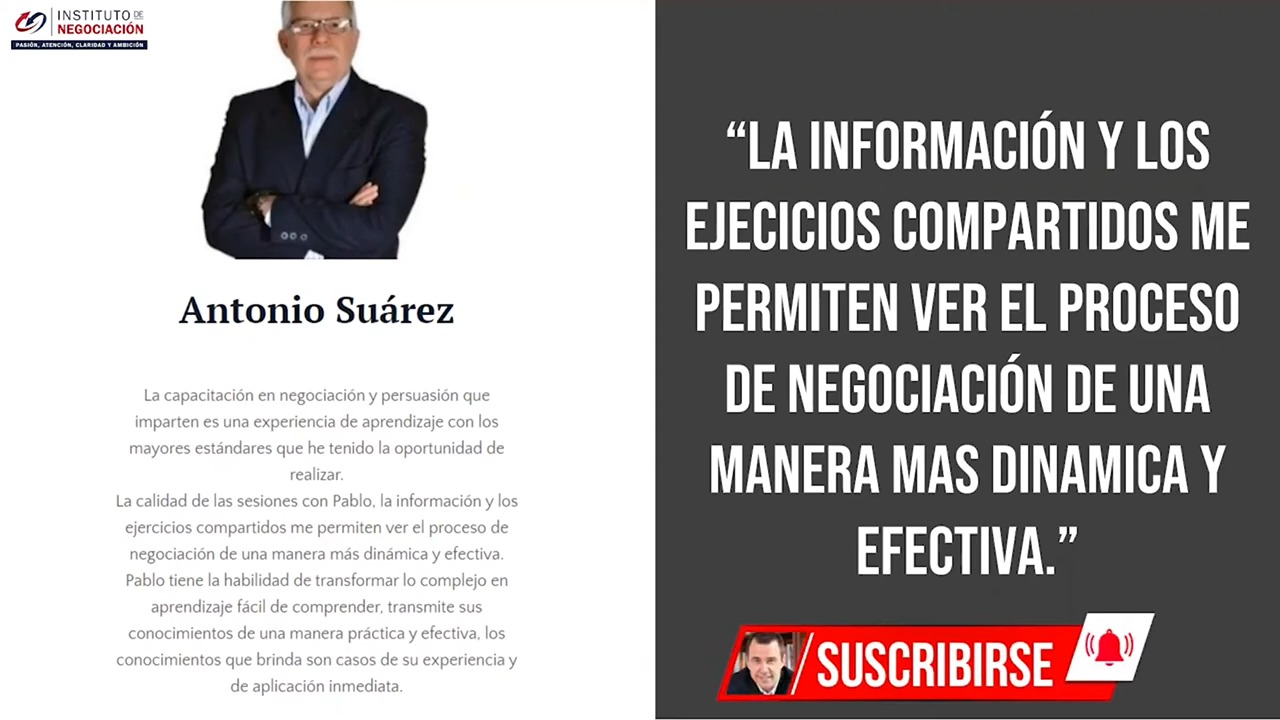 INSTITUTO DE
NEGOCIACIÓN
PASIÓN, ATENCIÓN, CLARIDAD Y AMBICIÓN
Antonio Suárez
La capacitación en negociación y persuasión que
imparten es una experiencia de aprendizaje con los
mayores estándares que he tenido la oportunidad de
realizar.
La calidad de las sesiones con Pablo, la información y los
ejercicios compartidos me permiten ver el proceso de
negociación de una manera más dinámica y efectiva.
Pablo tiene la habilidad de transformar lo complejo en
aprendizaje fácil de comprender, transmite sus
conocimientos de una manera práctica y efectiva, los
conocimientos que brinda son casos de su experiencia y
de aplicación inmediata.
“LA INFORMACIÓN Y LOS
EJECICIOS COMPARTIDOS ME
PERMITEN VER EL PROCESO
DE NEGOCIACIÓN DE UNA
MANERA MAS DINAMICA Y
EFECTIVA.”
SUSCRIBIRSE